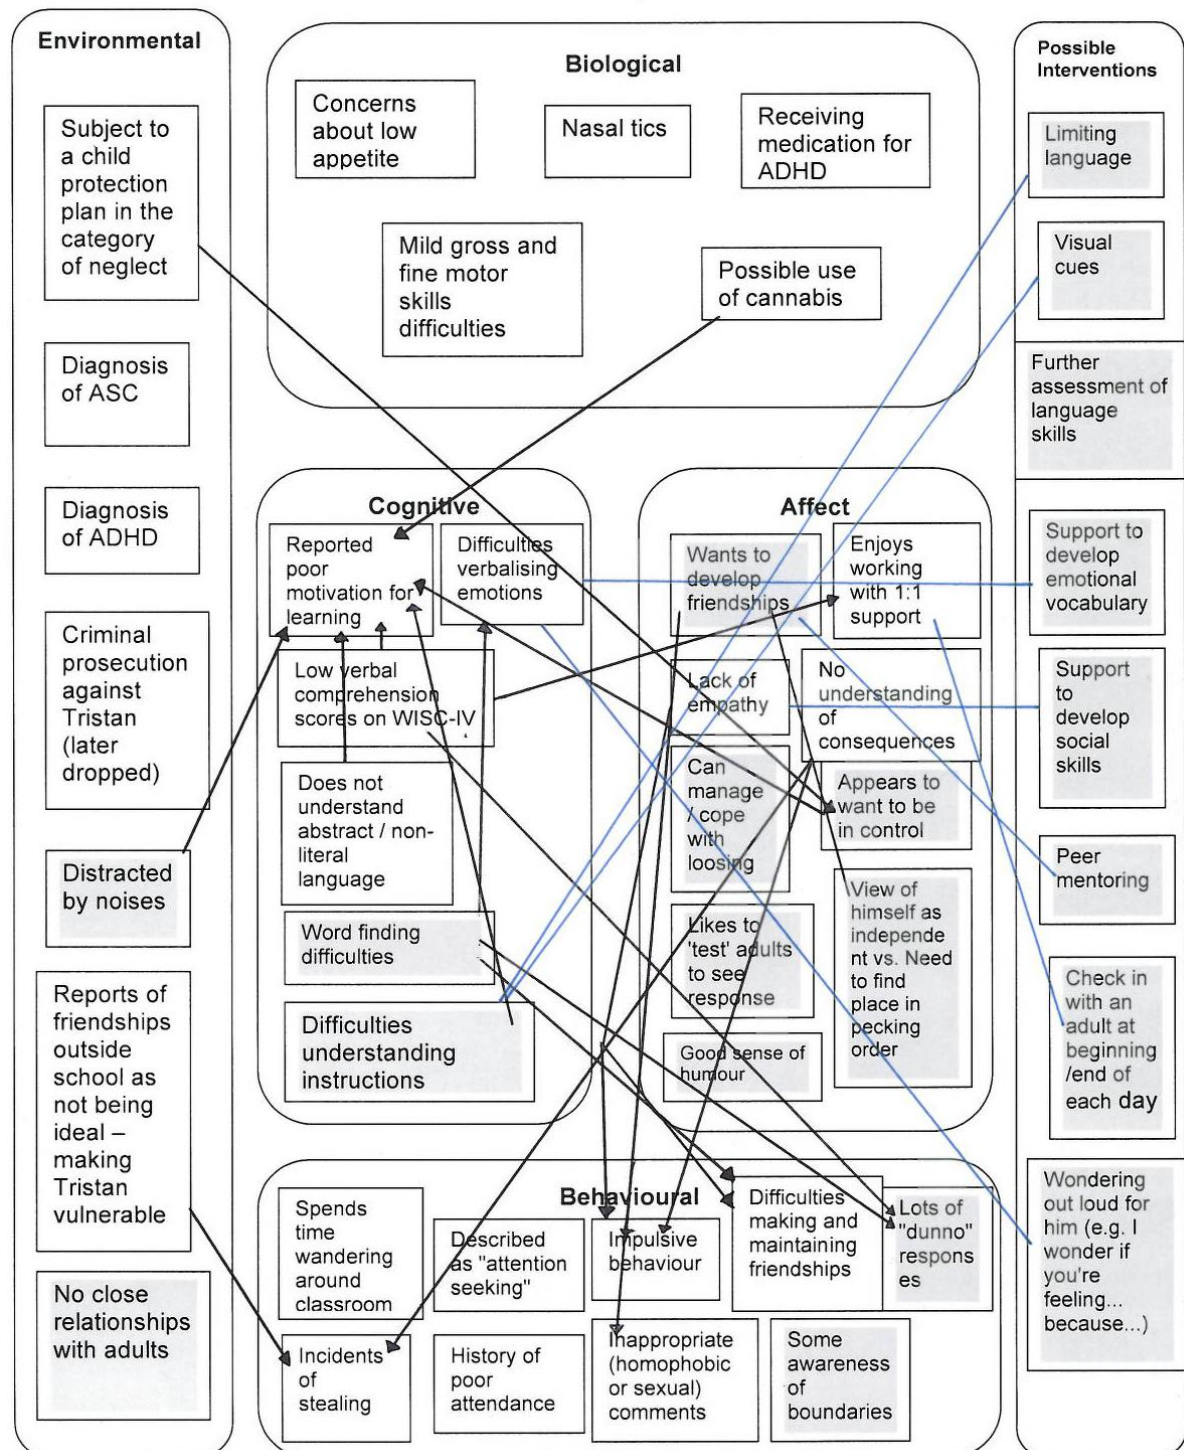 Environmental
Subject to
a child
protection
plan in the
category
of neglect
Diagnosis
of ASC
Diagnosis
of ADHD
Criminal
prosecution
against
Tristan
(later
dropped)
Distracted
by noises
Reports of
friendships
outside
school as
not being
ideal –
making
Tristan
vulnerable
No close
relationships
with adults
Biological
Concerns
about low
appetite
Nasal tics
Receiving
medication for
ADHD
Mild gross and
fine motor
skills
difficulties
Possible use
of cannabis
Cognitive
Reported
poor
motivation for
learning
Difficulties
verbalising
emotions
Low verbal
comprehension
scores on WISC-IV
Does not
understand
abstract / non-
literal
language
Word finding
difficulties
Difficulties
understanding
instructions
Affect
Wants to
develop
friendships
Enjoys
working
with 1:1
support
Lack of
empathy
No
understanding
of
consequences
Can
manage
/ cope
with
loosing
Appears to
want to be
in control
Likes to
'test' adults
to see
response
View of
himself as
independe
nt vs. Need
to find
place in
pecking
order
Good sense of
humour
Behavioural
Spends
time
wandering
around
classroom
Described
as "attention
seeking"
Impulsive
behaviour
Difficulties
making and
maintaining
friendships
Lots of
"dunno"
respons
es
Incidents
of
stealing
History of
poor
attendance
Inappropriate
(homophobic
or sexual)
comments
Some
awareness
of
boundaries
Possible
Interventions
Limiting
language
Visual
cues
Further
assessment of
language
skills
Support to
develop
emotional
vocabulary
Support
to
develop
social
skills
Peer
mentoring
Check in
with an
adult at
beginning
/end of
each day
Wondering
out loud for
him (e.g. I
wonder if
you're
feeling...
because...)